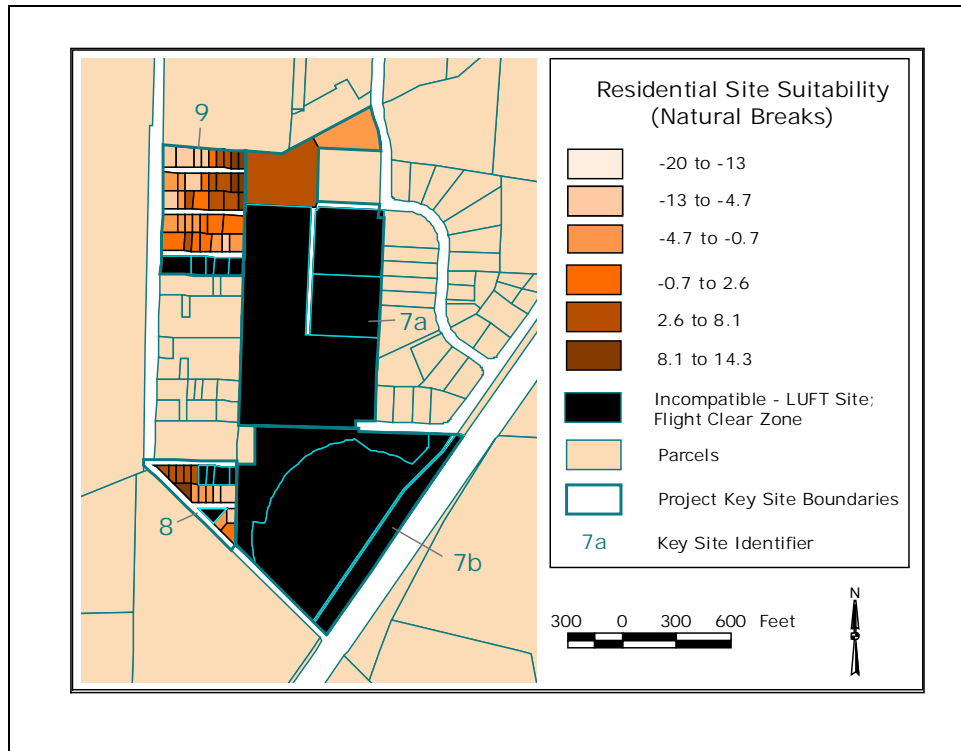 Residential Site Suitability
(Natural Breaks)
-20 to -13
-13 to -4.7
-4.7 to -0.7
-0.7 to 2.6
2.6 to 8.1
8.1 to 14.3
Incompatible - LUFT Site;
Flight Clear Zone
Parcels
Project Key Site Boundaries
7a Key Site Identifier
9
7a
8
7b
300 0 300 600 Feet
N